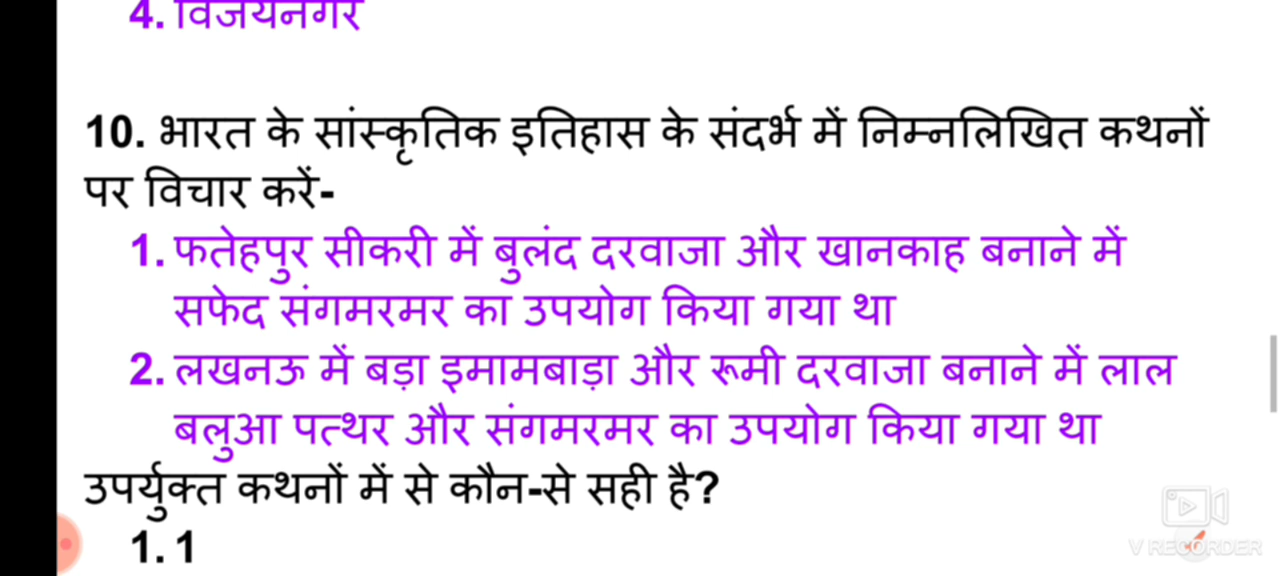 4. विजयनगर
10. भारत के सांस्कृतिक इतिहास के संदर्भ में निम्नलिखित कथनों
पर विचार करें-
1. फतेहपुर सीकरी में बुलंद दरवाजा और खानकाह बनाने में
सफेद संगमरमर का उपयोग किया गया था
2. लखनऊ में बड़ा इमामबाड़ा और रूमी दरवाजा बनाने में लाल
बलुआ पत्थर और संगमरमर का उपयोग किया गया था
उपर्युक्त कथनों में से कौन-से सही है?
1. 1
V RECORDER